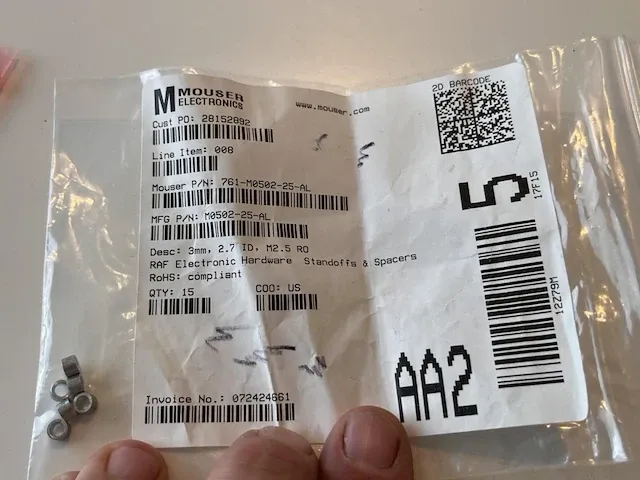 MOUSER
ELECTRONICS
www.mouser.com
2D BARCODE
Cust PO: 28152892
Line Item: 008
Mouser P/N: 761-M0502-25-AL
MFG P/N: M0502-25-AL
Desc: 3mm, 2.7 ID, M2.5 RO
RAF Electronic Hardware Standoffs & Spacers
RoHS: compliant
QTY: 15 COO: US
Invoice No.: 072424661
5
17F15
12Z79M
AA2